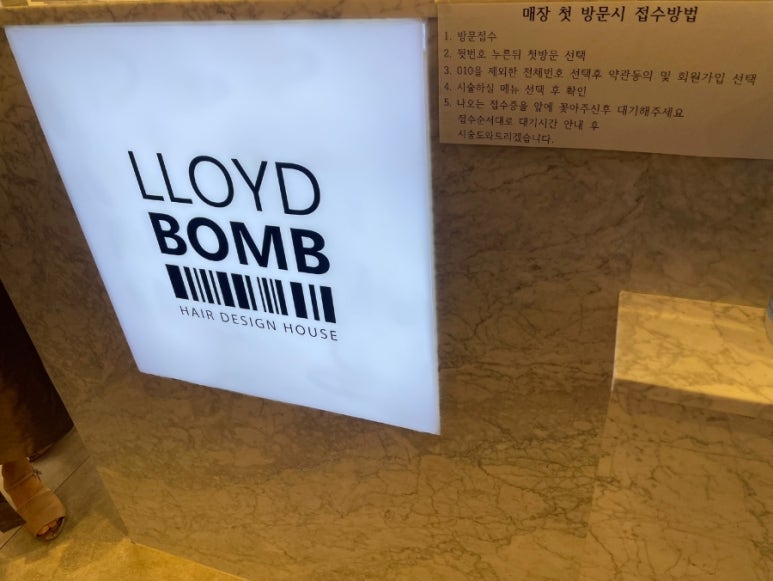 매장 첫 방문시 접수방법
1. 방문접수
2. 뒷번호 누른뒤 첫방문 선택
3. 010을 제외한 전체번호 선택후 약관동의 및 회원가입 선택
4. 시술하실 메뉴 선택 후 확인
5. 나오는 접수증을 앞에 꽂아주신후 대기해주세요
접수순서대로 대기시간 안내 후
시술도와드리겠습니다.
LLOYD
BOMB
HAIR DESIGN HOUSE